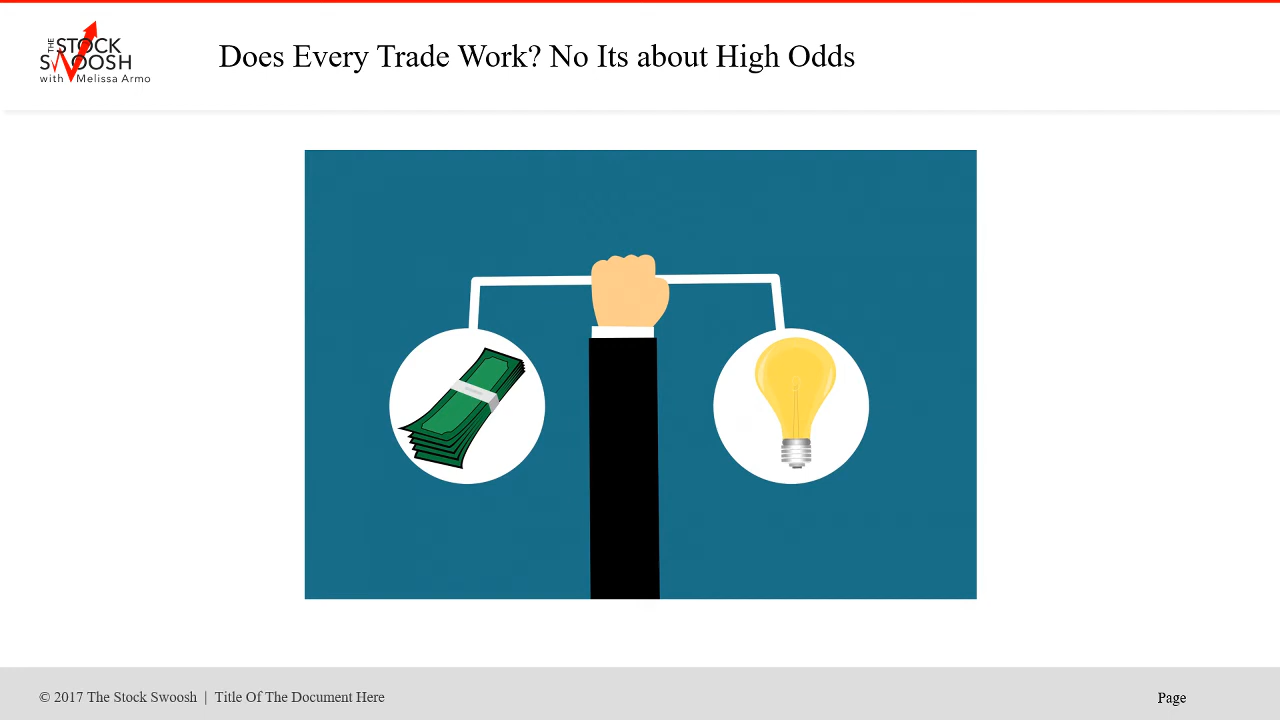 THE STOCK
SWOOSH
with Melissa Armo
Does Every Trade Work? No Its about High Odds
© 2017 The Stock Swoosh | Title Of The Document Here
Page